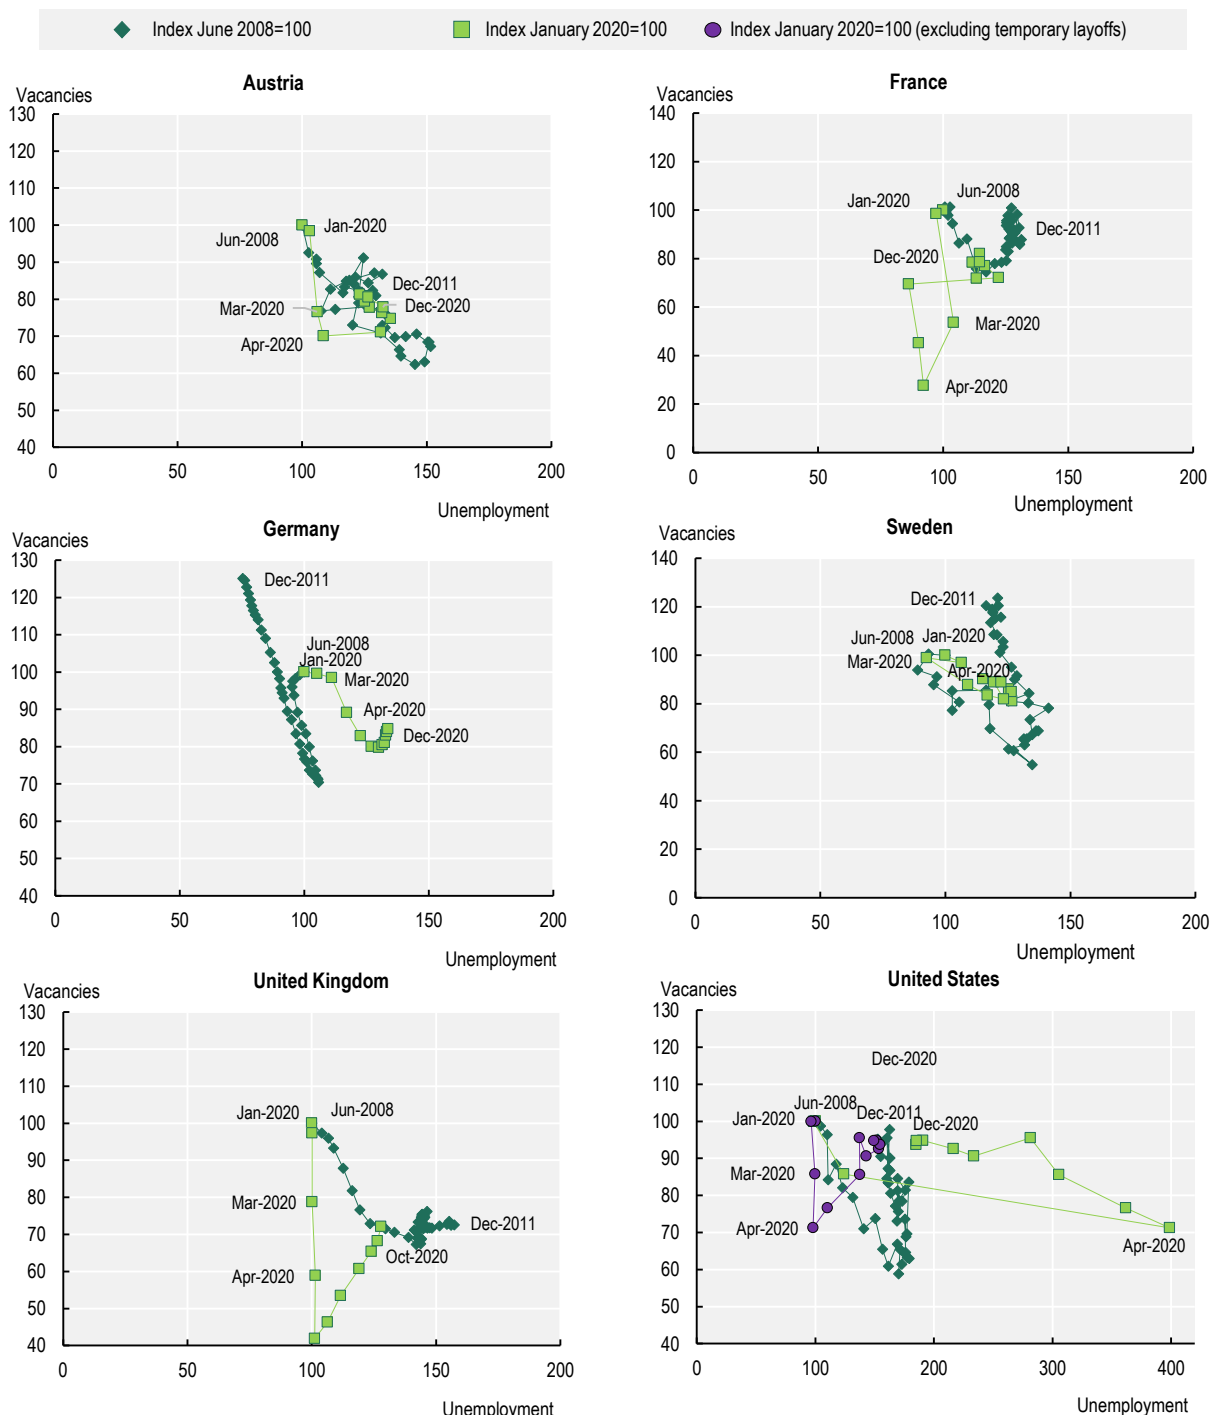 Index June 2008=100 Index January 2020=100 Index January 2020=100 (excluding temporary layoffs)
Austria
Vacancies
130
120
110
100
90
80
70
60
50
40
Jun-2008
Jan-2020
Mar-2020
Apr-2020
Dec-2011
Dec-2020
0 50 100 150 200
Unemployment
France
Vacancies
140
120
100
80
60
40
20
0
Jan-2020
Jun-2008
Dec-2011
Dec-2020
Mar-2020
Apr-2020
0 50 100 150 200
Unemployment
Germany
Vacancies
130
120
110
100
90
80
70
60
50
40
Dec-2011
Jun-2008
Jan-2020
Mar-2020
Apr-2020
Dec-2020
0 50 100 150 200
Unemployment
Sweden
Vacancies
140
120
100
80
60
40
20
0
Dec-2011
Jun-2008
Jan-2020
Mar-2020
Apr-2020
0 50 100 150 200
Unemployment
United Kingdom
Vacancies
130
120
110
100
90
80
70
60
50
40
Jan-2020
Jun-2008
Mar-2020
Dec-2011
Oct-2020
Apr-2020
0 50 100 150 200
Unemployment
United States
Vacancies
130
120
110
100
90
80
70
60
50
40
Dec-2020
Jun-2008
Jan-2020
Dec-2011
Dec-2020
Mar-2020
Apr-2020
Apr-2020
0 100 200 300 400
Unemployment